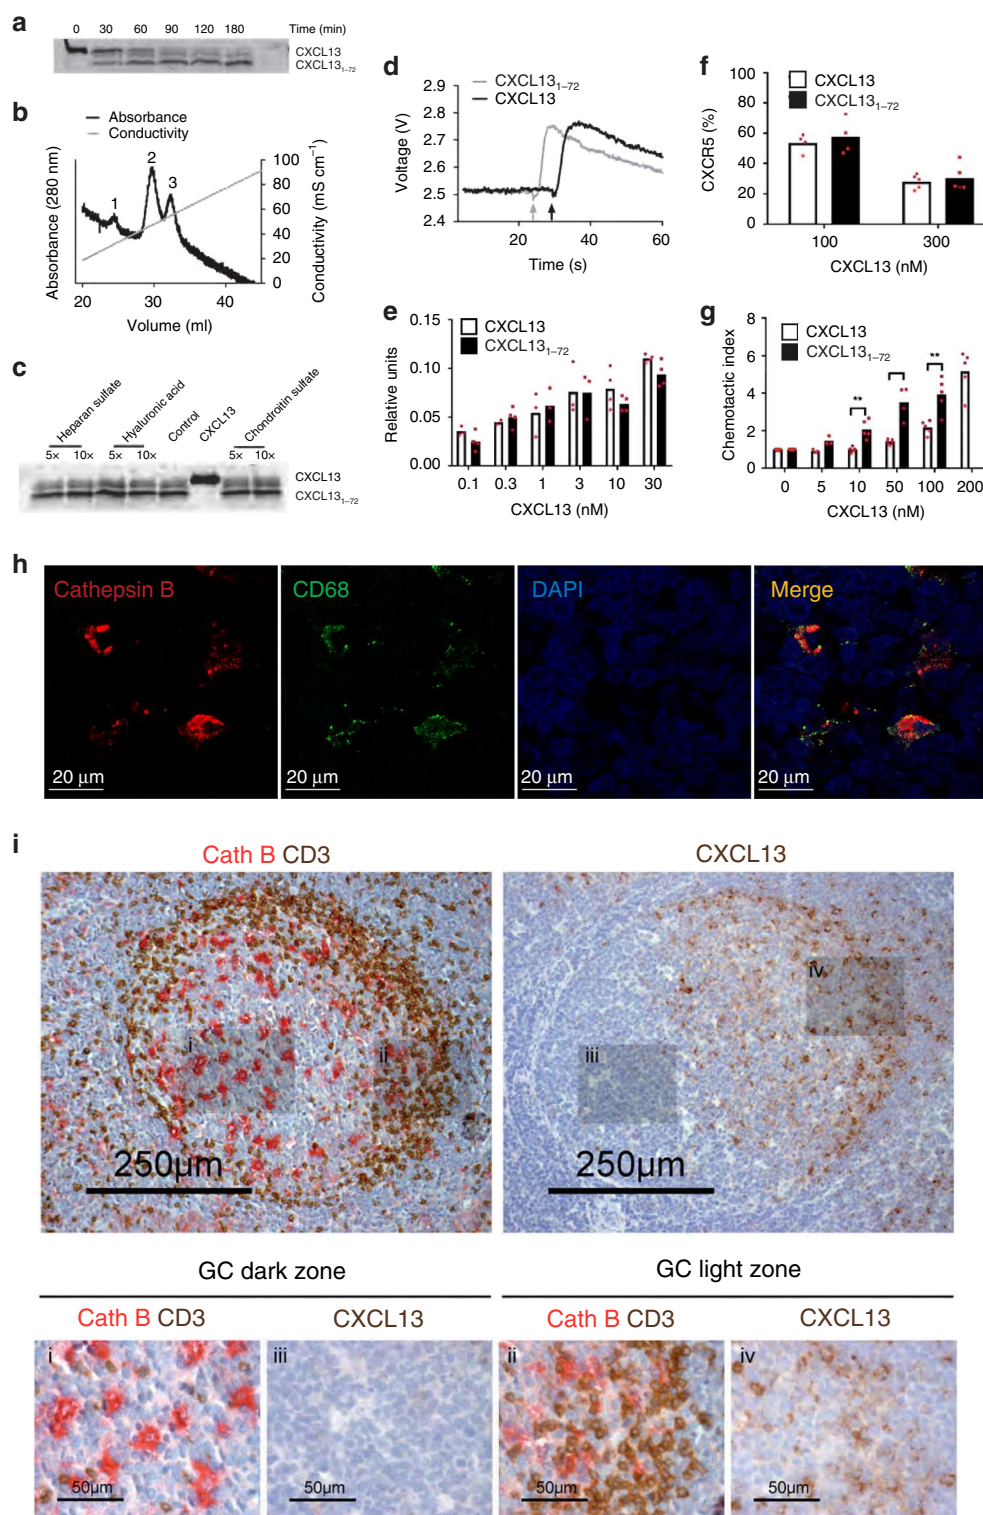 a
0 30 60 90 120 180 Time (min)
CXCL13
CXCL13₁₋₇₂
b
Absorbance
Conductivity
Absorbance (280 nm)
1
2
3
100
80
60
40
20
0
Conductivity (mS cm⁻¹)
20 30 40
Volume (ml)
c
Heparan sulfate
Hyaluronic acid
Control
CXCL13
Chondroitin sulfate
5× 10× 5× 10× 5× 10×
CXCL13
CXCL13₁₋₇₂
d
CXCL13₁₋₇₂
CXCL13
Voltage (V)
2.9
2.8
2.7
2.6
2.5
2.4
20 40 60
Time (s)
e
CXCL13
CXCL13₁₋₇₂
Relative units
0.15
0.10
0.05
0.00
0.1 0.3 1 3 10 30
CXCL13 (nM)
f
CXCL13
CXCL13₁₋₇₂
CXCR5 (%)
100
80
60
40
20
0
100 300
CXCL13 (nM)
g
CXCL13
CXCL13₁₋₇₂
Chemotactic index
8
6
4
2
0
**
**
0 5 10 50 100 200
CXCL13 (nM)
h
Cathepsin B
CD68
DAPI
Merge
20 μm
20 μm
20 μm
20 μm
i
Cath B CD3
CXCL13
i
ii
iii
iv
250μm
250μm
GC dark zone
GC light zone
Cath B CD3
CXCL13
Cath B CD3
CXCL13
i
iii
ii
iv
50μm
50μm
50μm
50μm